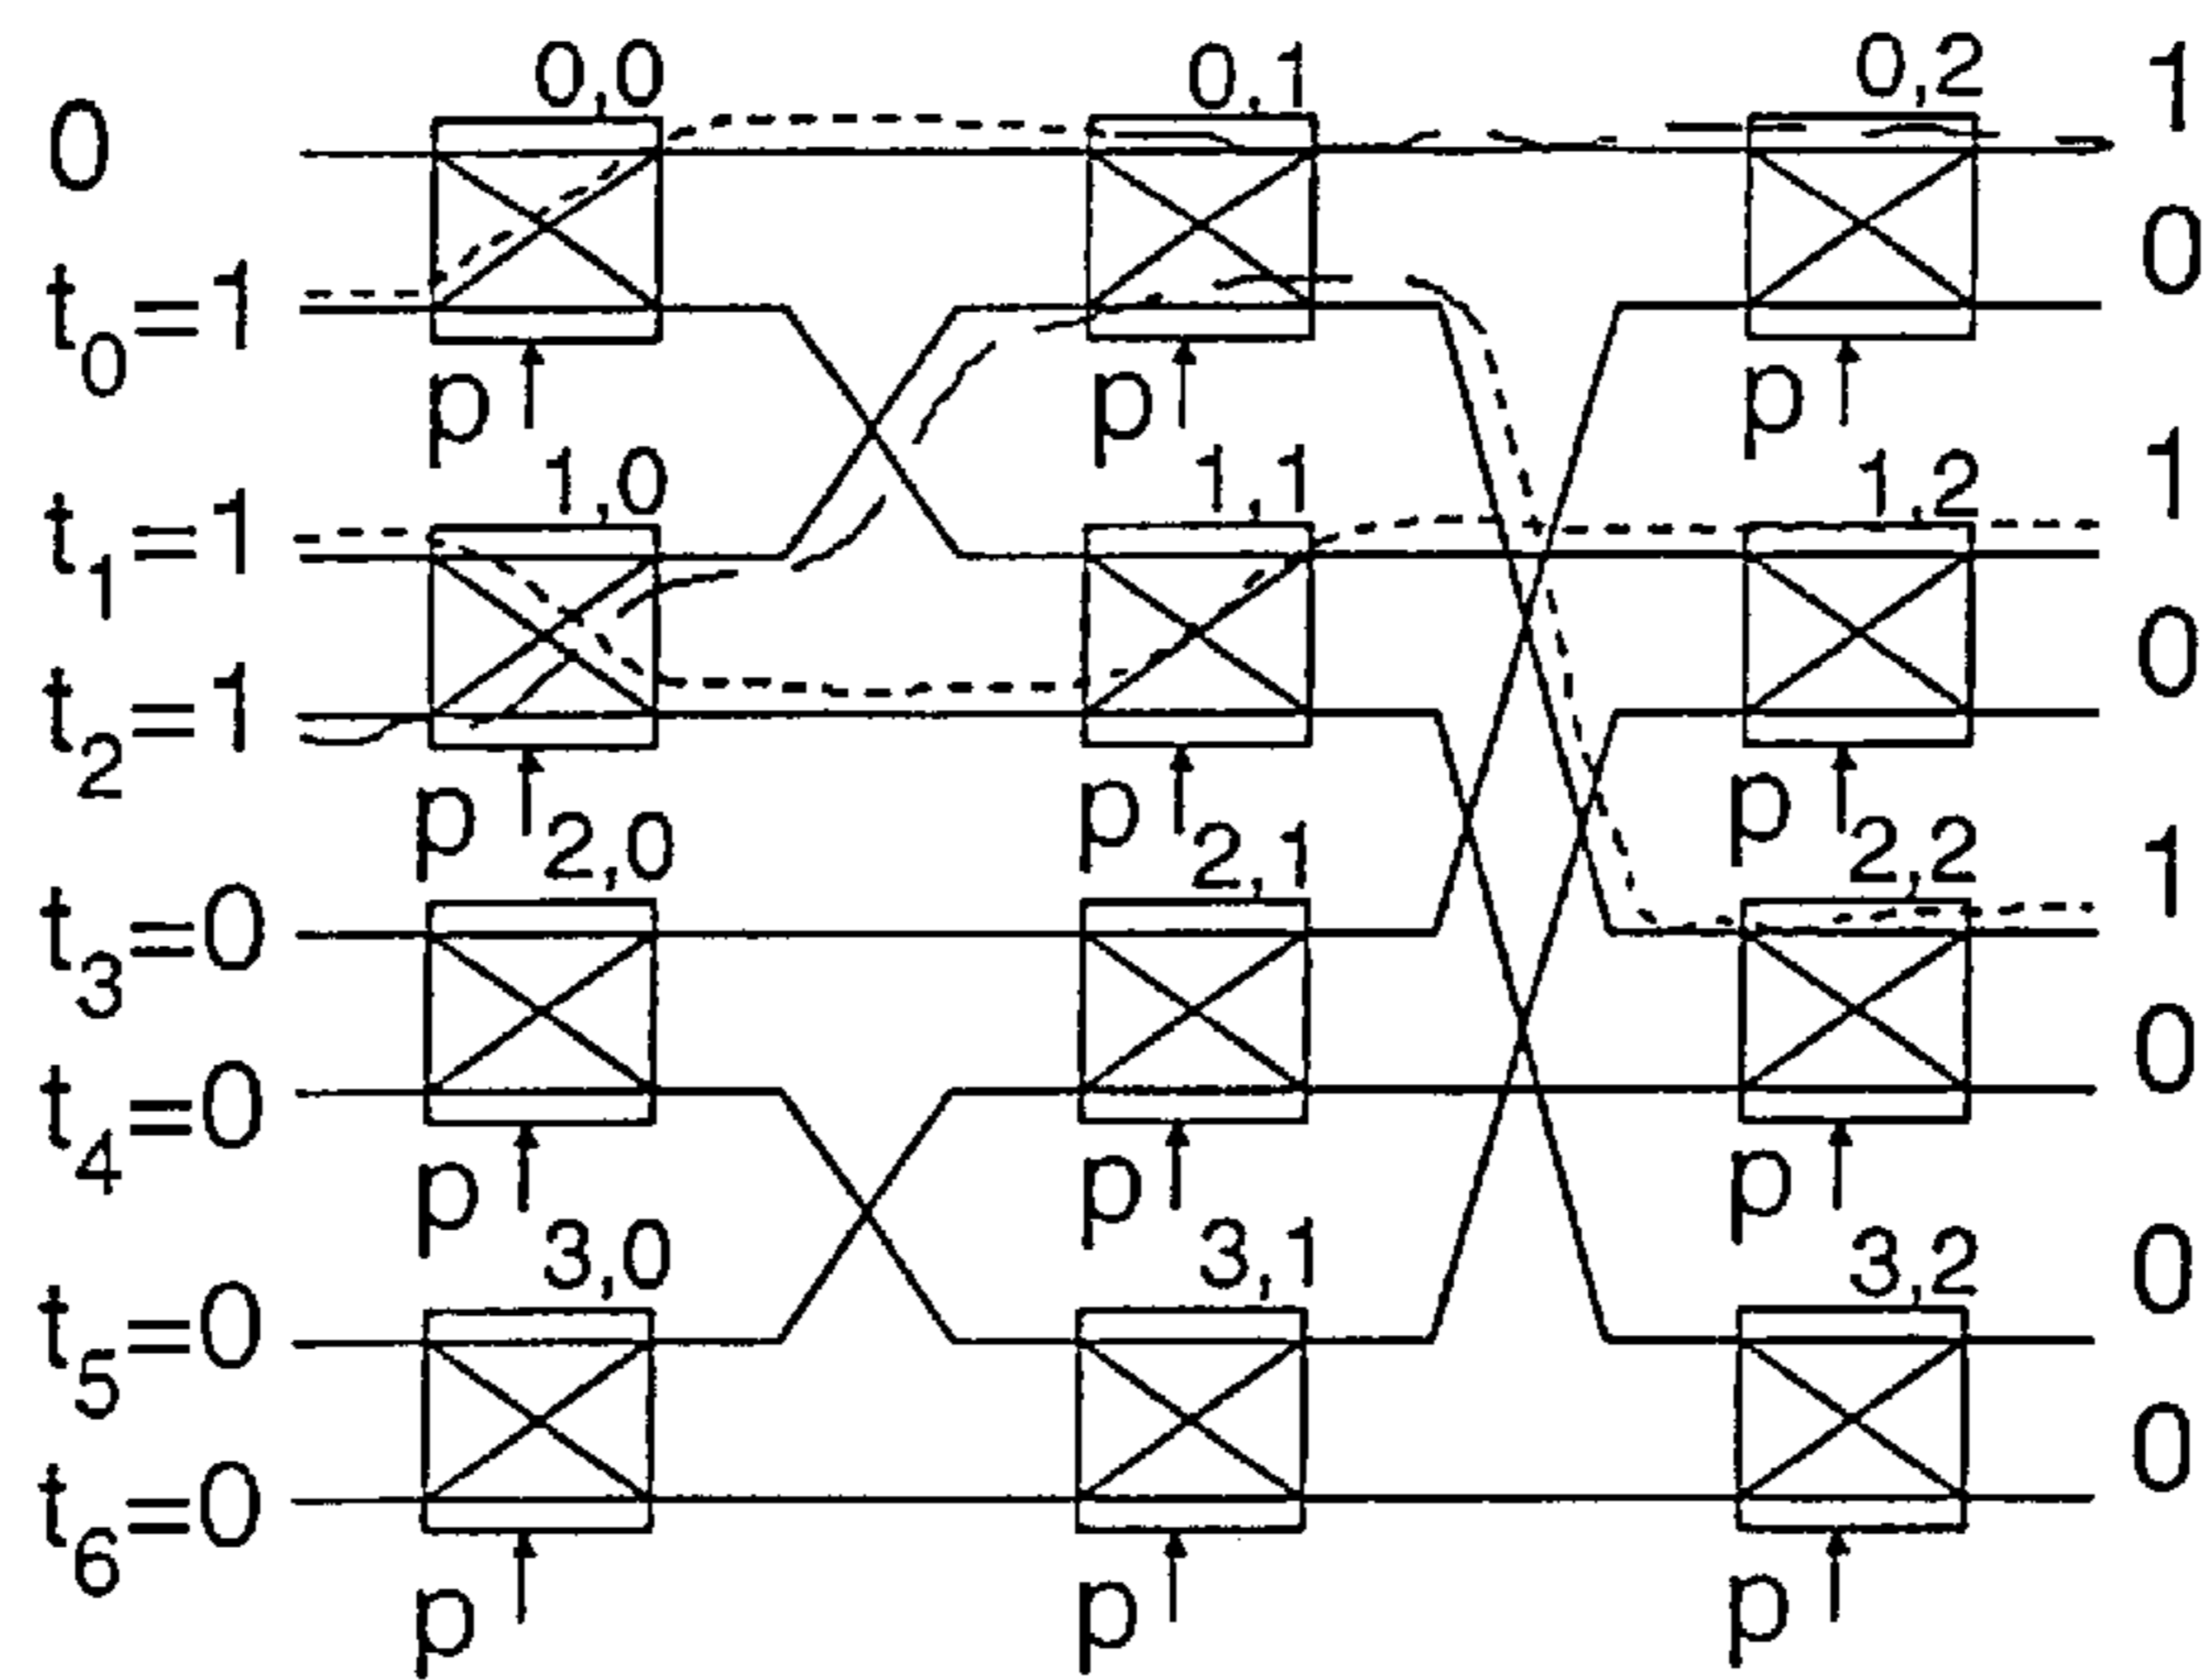 0,0 0,1 0,2
0 1
t0=1 0
p p p
1,0 1,1 1,2
t1=1 1
t2=1 0
p p p
2,0 2,1 2,2
t3=0 1
t4=0 0
p p p
3,0 3,1 3,2
t5=0 0
t6=0 0
p p p